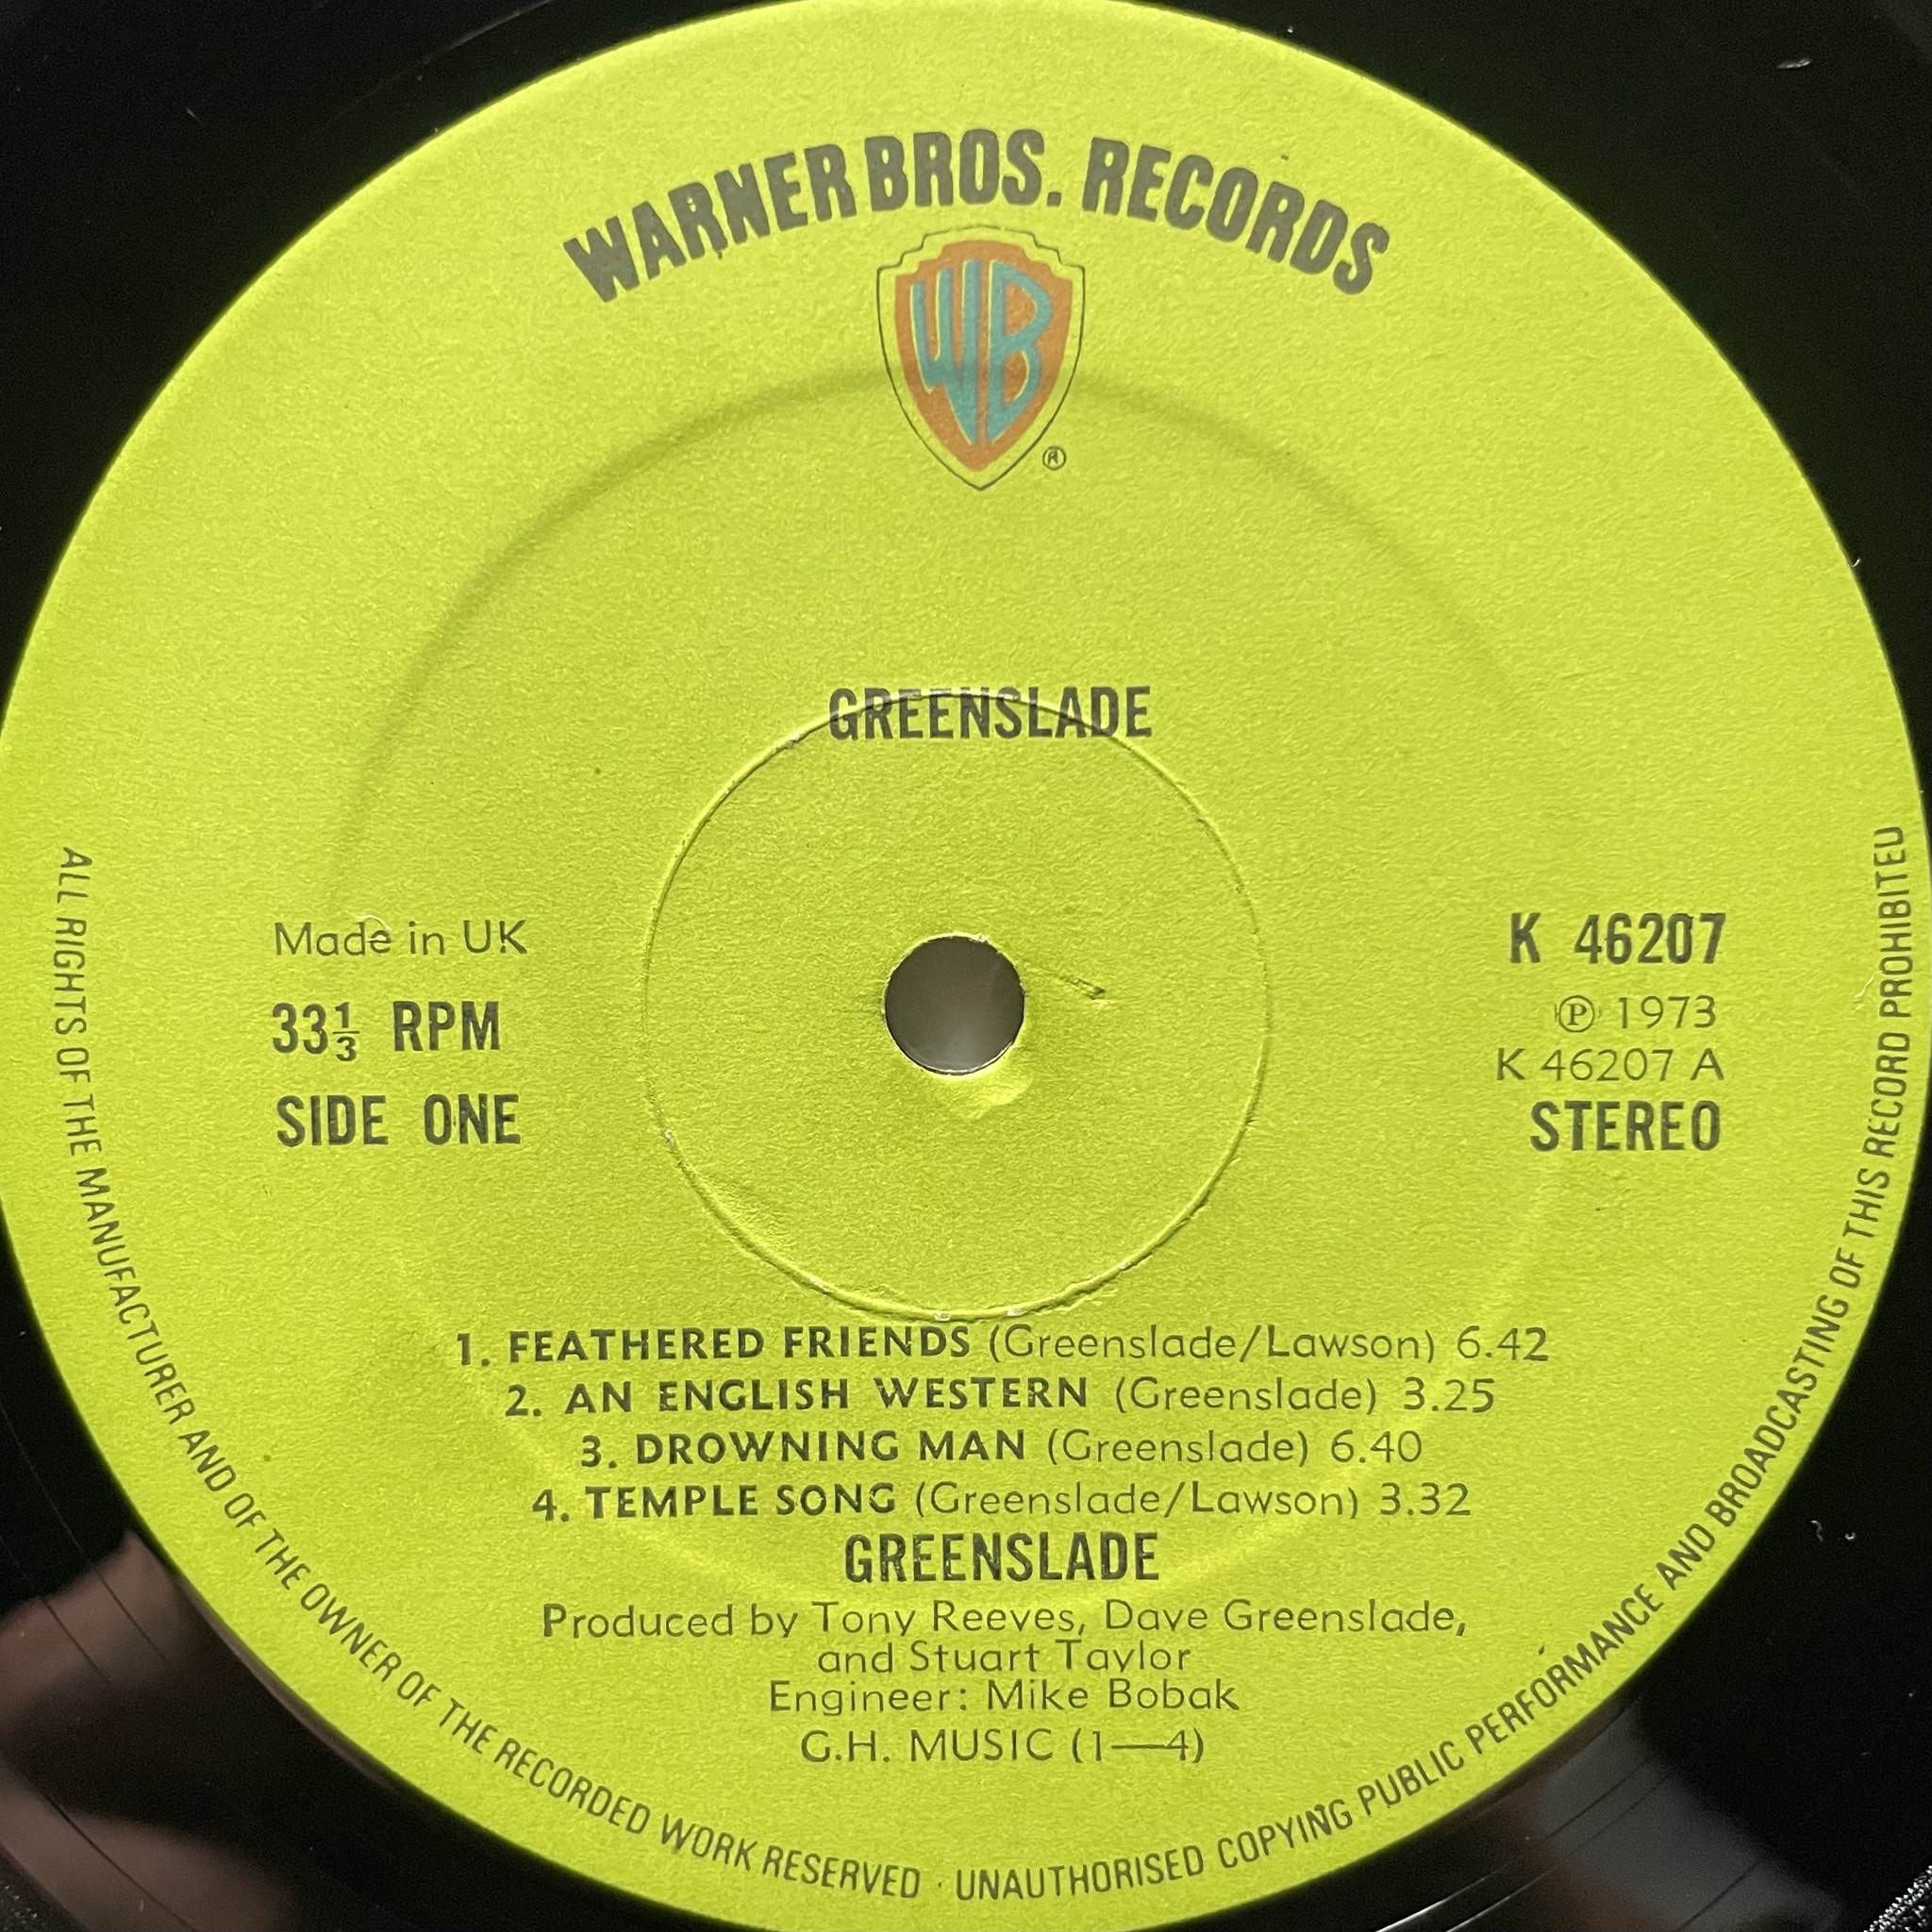 WARNER BROS. RECORDS
WB
®
GREENSLADE
Made in UK
33⅓ RPM
SIDE ONE
K 46207
℗ 1973
K 46207 A
STEREO
1. FEATHERED FRIENDS (Greenslade/Lawson) 6.42
2. AN ENGLISH WESTERN (Greenslade) 3.25
3. DROWNING MAN (Greenslade) 6.40
4. TEMPLE SONG (Greenslade/Lawson) 3.32
GREENSLADE
Produced by Tony Reeves, Dave Greenslade,
and Stuart Taylor
Engineer: Mike Bobak
G.H. MUSIC (1—4)
ALL RIGHTS OF THE MANUFACTURER AND OF THE OWNER OF THE RECORDED WORK RESERVED · UNAUTHORISED COPYING PUBLIC PERFORMANCE AND BROADCASTING OF THIS RECORD PROHIBITED